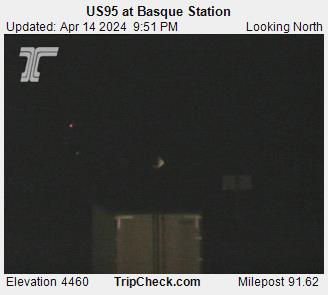 US95 at Basque Station
Updated: Apr 14 2024 9:51 PM Looking North
Elevation 4460 TripCheck.com Milepost 91.62